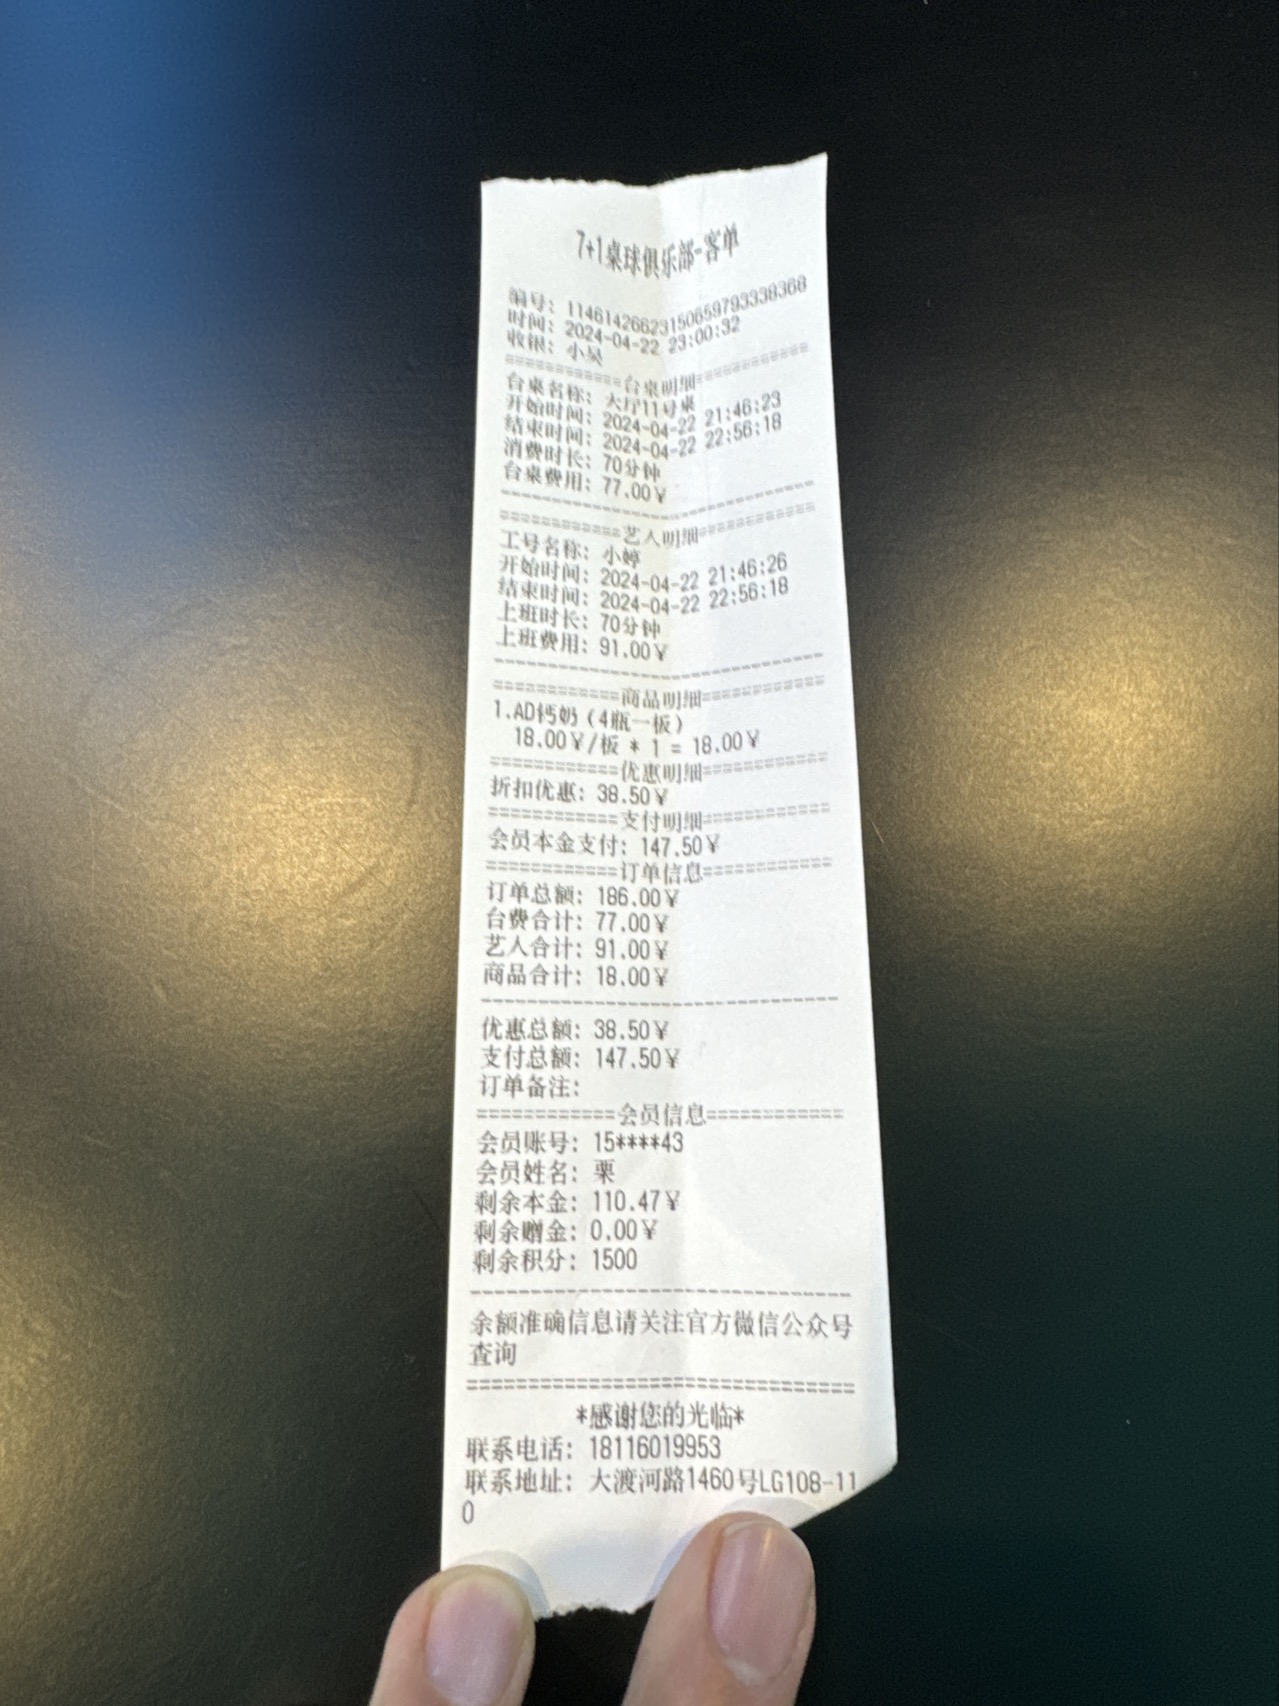 7+1桌球俱乐部-客单
编号: 1146142662315065979333​8368
时间: 2024-04-22 23:00:32
收银: 小吴
============台桌明细============
台桌名称: 大厅11号桌
开始时间: 2024-04-22 21:46:23
结束时间: 2024-04-22 22:56:18
消费时长: 70分钟
台桌费用: 77.00¥
--------------------------------
============艺人明细============
工号名称: 小婷
开始时间: 2024-04-22 21:46:26
结束时间: 2024-04-22 22:56:18
上班时长: 70分钟
上班费用: 91.00¥
--------------------------------
============商品明细============
1.AD钙奶(4瓶一板)
18.00¥/板 * 1 = 18.00¥
============优惠明细============
折扣优惠: 38.50¥
============支付明细============
会员本金支付: 147.50¥
============订单信息============
订单总额: 186.00¥
台费合计: 77.00¥
艺人合计: 91.00¥
商品合计: 18.00¥
--------------------------------
优惠总额: 38.50¥
支付总额: 147.50¥
订单备注:
============会员信息============
会员账号: 15****43
会员姓名: 栗
剩余本金: 110.47¥
剩余赠金: 0.00¥
剩余积分: 1500
--------------------------------
余额准确信息请关注官方微信公众号
查询
================================
*感谢您的光临*
联系电话: 18116019953
联系地址: 大渡河路1460号LG108-11
0